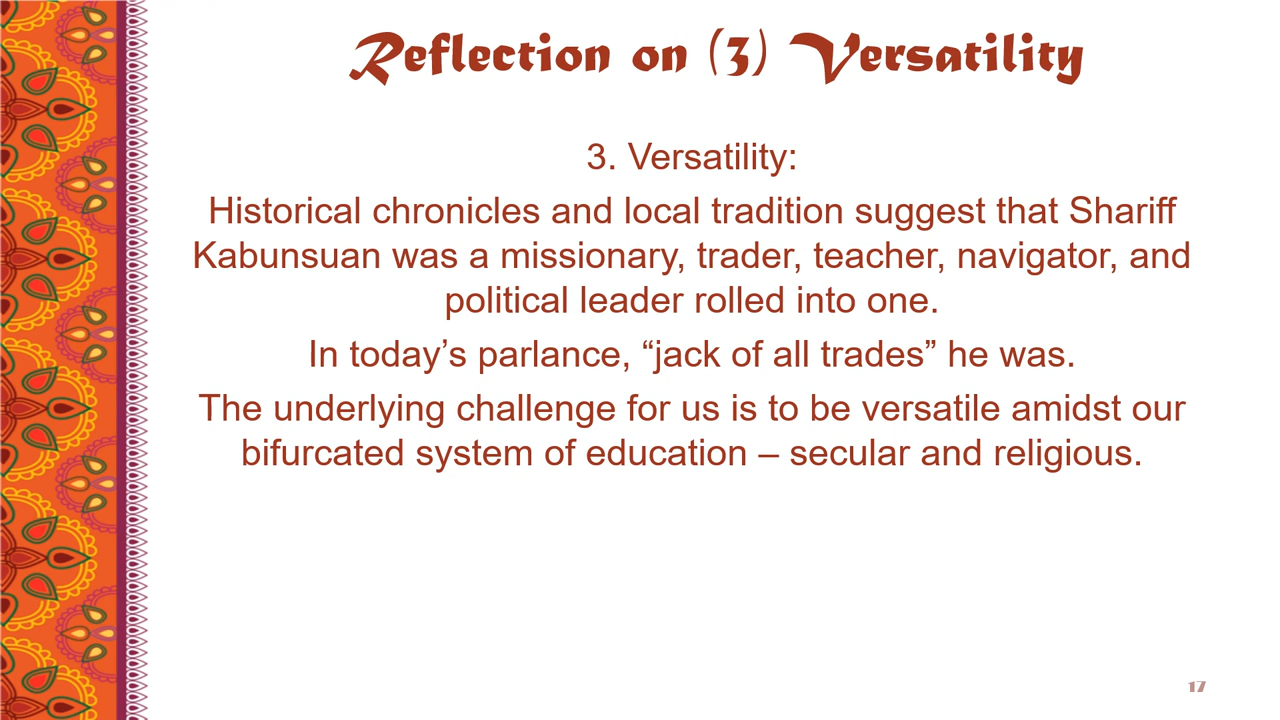 Reflection on (3) Versatility
3. Versatility:
Historical chronicles and local tradition suggest that Shariff
Kabunsuan was a missionary, trader, teacher, navigator, and
political leader rolled into one.
In today’s parlance, “jack of all trades” he was.
The underlying challenge for us is to be versatile amidst our
bifurcated system of education – secular and religious.
17